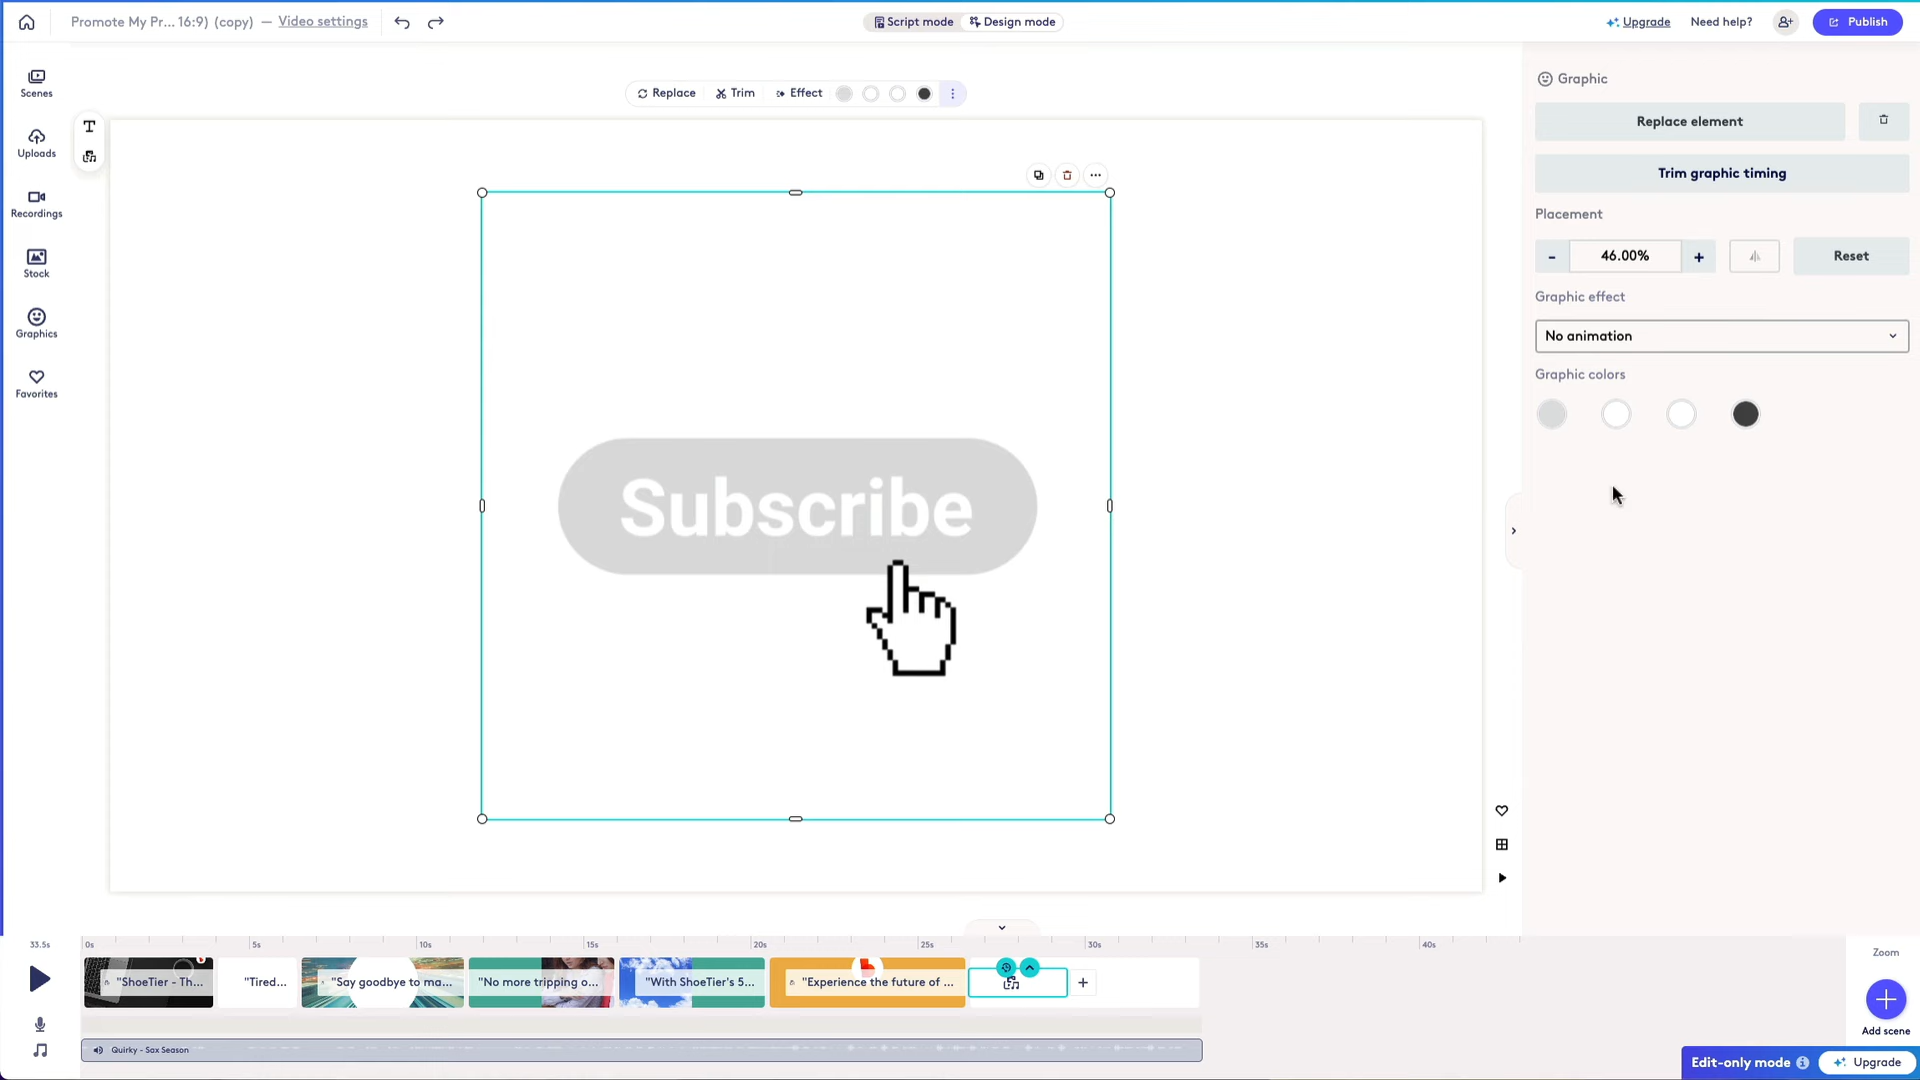 Promote My Pr... 16:9) (copy) — Video settings
Script mode
Design mode
Upgrade
Need help?
Publish
Scenes
Uploads
Recordings
Stock
Graphics
Favorites
T
Replace
Trim
Effect
Subscribe
Graphic
Replace element
Trim graphic timing
Placement
- 46.00% +
Reset
Graphic effect
No animation
Graphic colors
33.5s
0s
5s
10s
15s
20s
25s
30s
35s
40s
"ShoeTier - Th...
"Tired...
"Say goodbye to ma...
"No more tripping o...
"With ShoeTier's 5...
"Experience the future of ...
+
Quirky - Sax Season
Zoom
Add scene
Edit-only mode
Upgrade